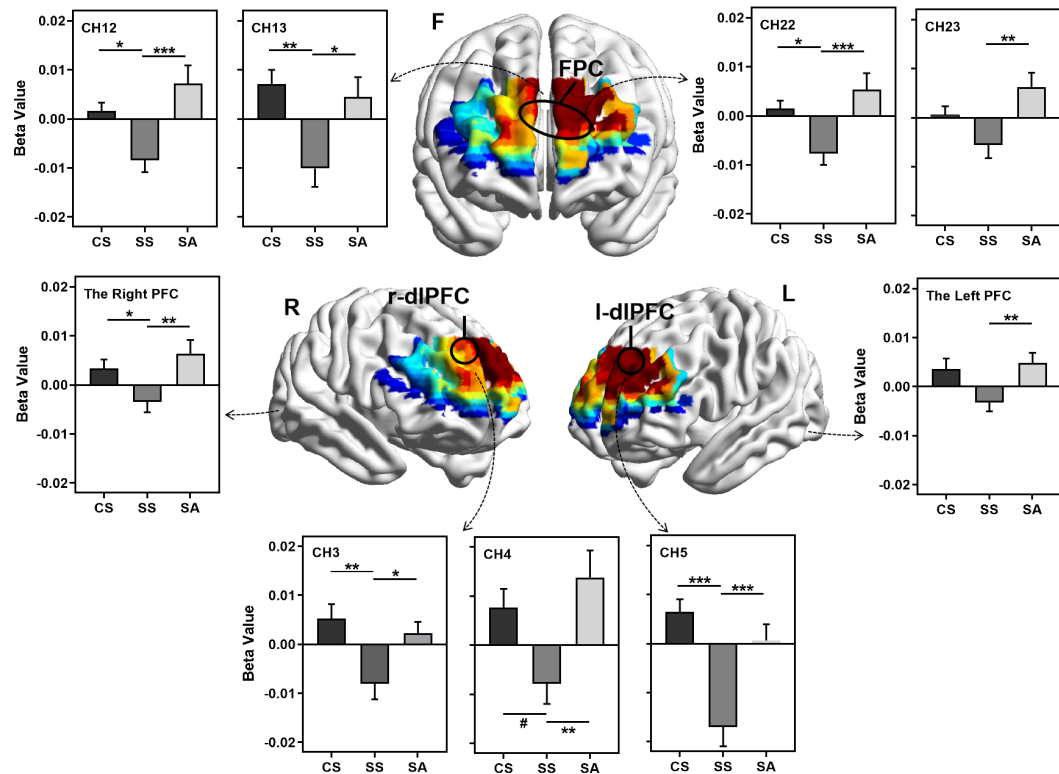 CH12
* ***
0.02
0.01
0.00
-0.01
-0.02
Beta Value
CS SS SA
CH13
** *
CS SS SA
F
FPC
CH22
* ***
0.02
0.01
0.00
-0.01
-0.02
Beta Value
CS SS SA
CH23
**
CS SS SA
The Right PFC
* **
0.02
0.01
0.00
-0.01
-0.02
Beta Value
CS SS SA
R
r-dlPFC
l-dlPFC
L
The Left PFC
**
0.02
0.01
0.00
-0.01
-0.02
Beta Value
CS SS SA
CH3
** *
0.02
0.01
0.00
-0.01
-0.02
Beta Value
CS SS SA
CH4
# **
CS SS SA
CH5
*** ***
CS SS SA